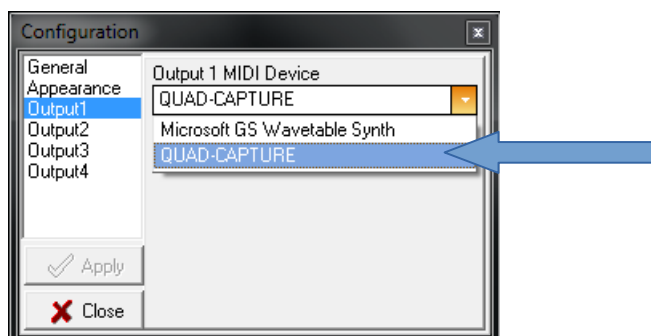 Configuration
General
Appearance
Output1
Output2
Output3
Output4
Apply
Close
Output 1 MIDI Device
QUAD-CAPTURE
Microsoft GS Wavetable Synth
QUAD-CAPTURE